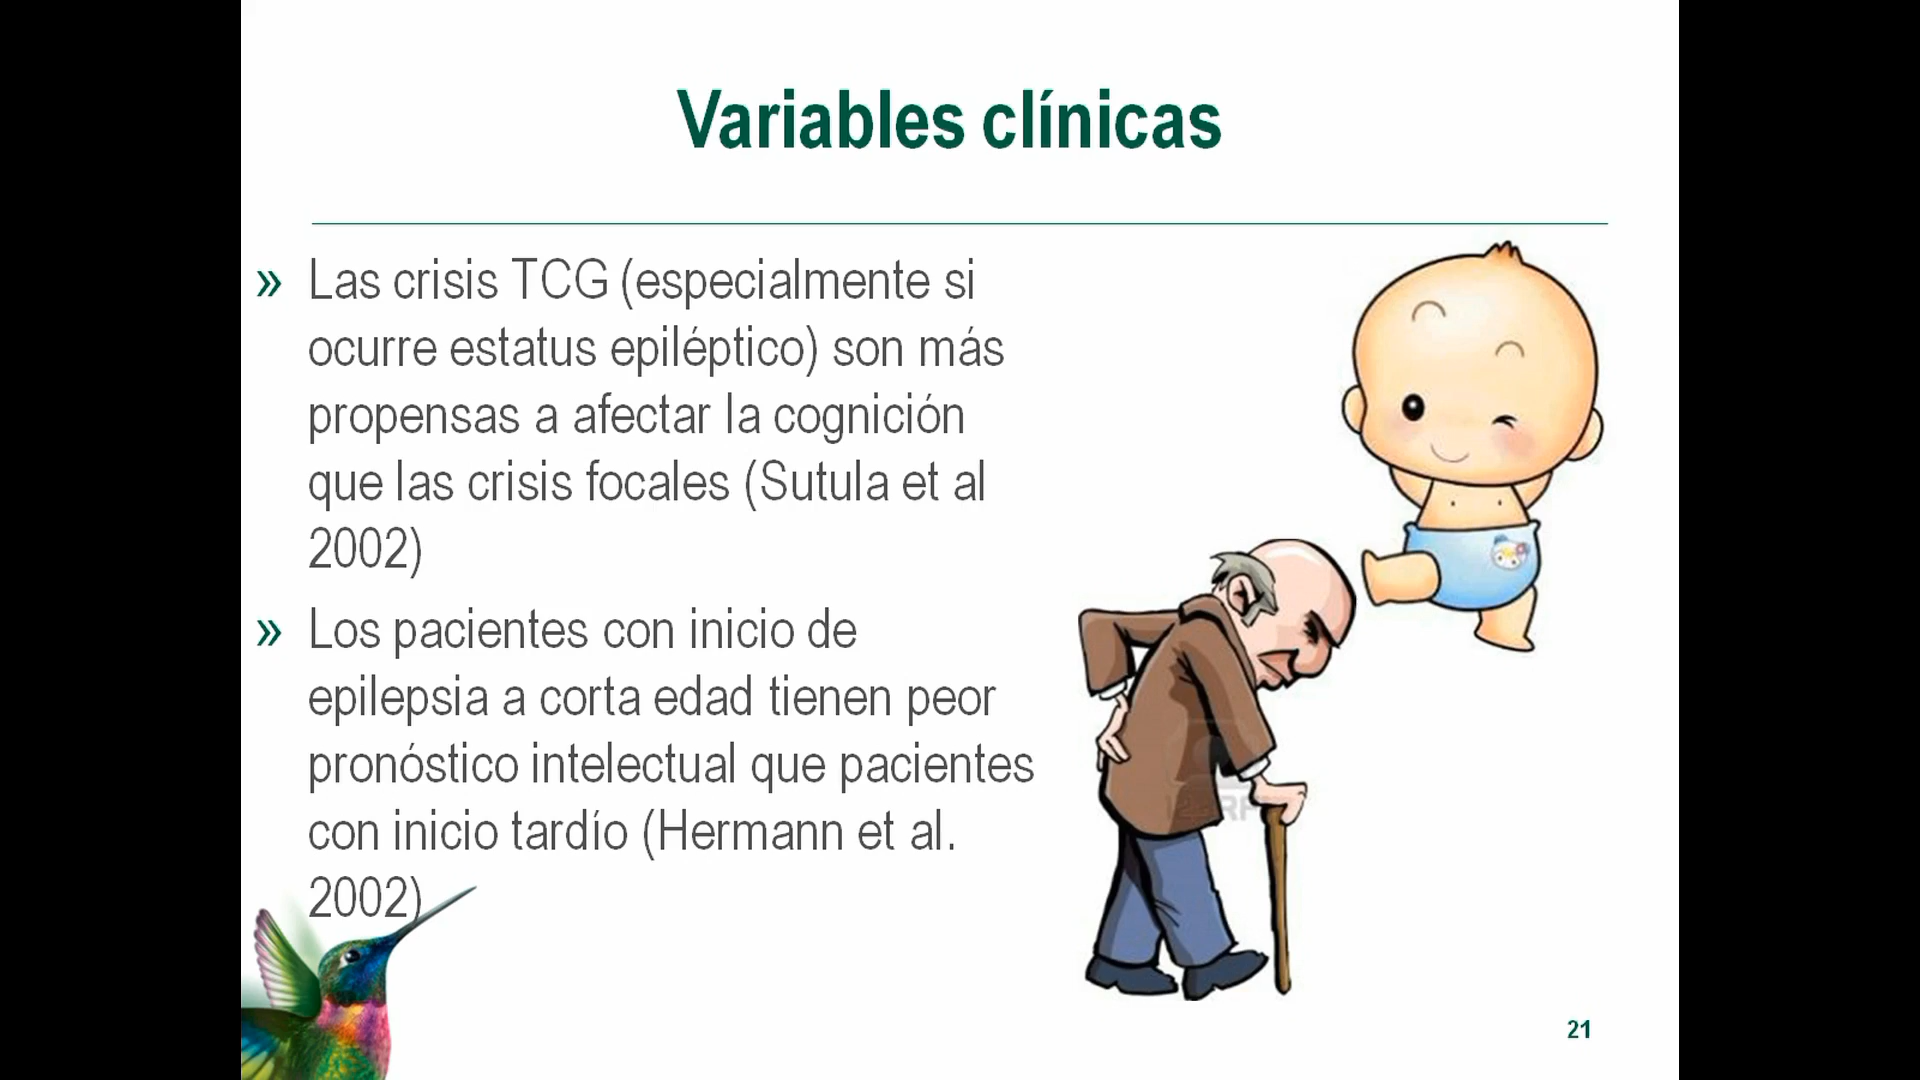 Variables clínicas
» Las crisis TCG (especialmente si
ocurre estatus epiléptico) son más
propensas a afectar la cognición
que las crisis focales (Sutula et al
2002)
» Los pacientes con inicio de
epilepsia a corta edad tienen peor
pronóstico intelectual que pacientes
con inicio tardío (Hermann et al.
2002)
21